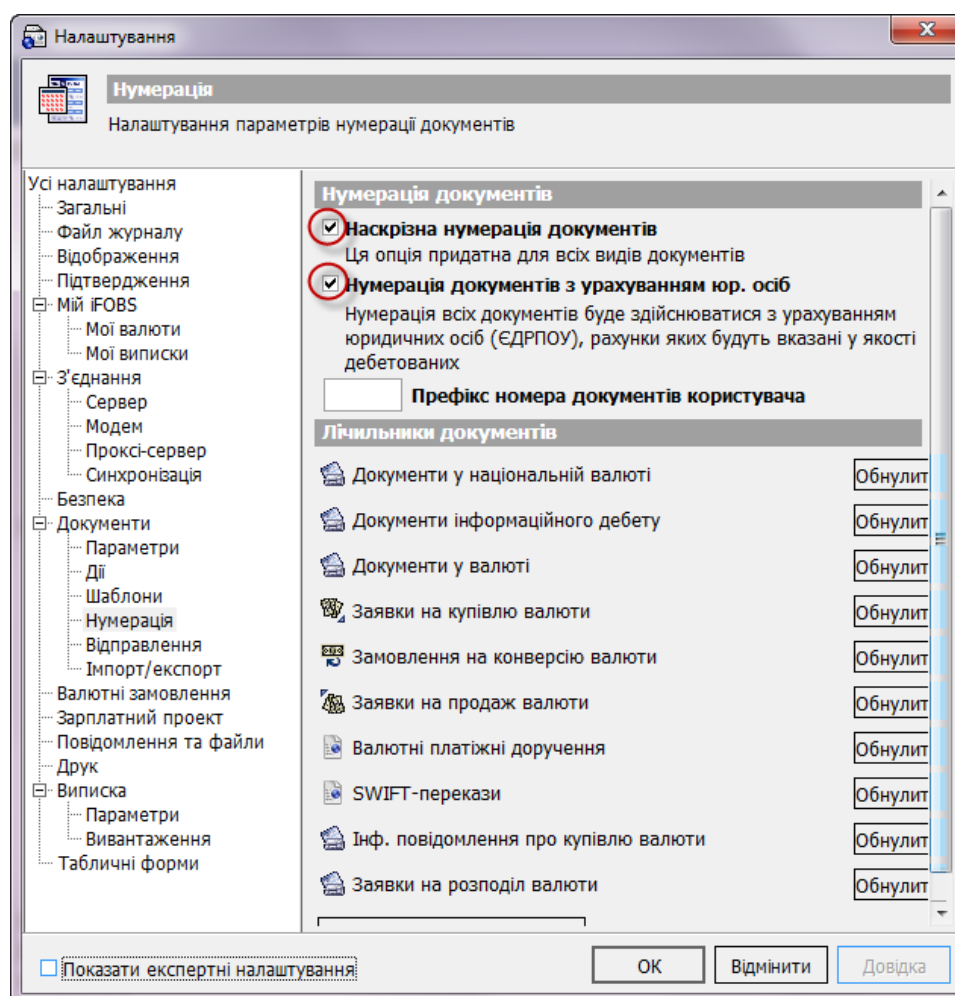 Налаштування
Нумерація
Налаштування параметрів нумерації документів
Усі налаштування
Загальні
Файл журналу
Відображення
Підтвердження
Мій iFOBS
Мої валюти
Мої виписки
З'єднання
Сервер
Модем
Проксі-сервер
Синхронізація
Безпека
Документи
Параметри
Дії
Шаблони
Нумерація
Відправлення
Імпорт/експорт
Валютні замовлення
Зарплатний проект
Повідомлення та файли
Друк
Виписка
Параметри
Вивантаження
Табличні форми
Нумерація документів
Наскрізна нумерація документів
Ця опція придатна для всіх видів документів
Нумерація документів з урахуванням юр. осіб
Нумерація всіх документів буде здійснюватися з урахуванням
юридичних осіб (ЄДРПОУ), рахунки яких будуть вказані у якості
дебетованих
Префікс номера документів користувача
Лічильники документів
Документи у національній валюті Обнулит
Документи інформаційного дебету Обнулит
Документи у валюті Обнулит
Заявки на купівлю валюти Обнулит
Замовлення на конверсію валюти Обнулит
Заявки на продаж валюти Обнулит
Валютні платіжні доручення Обнулит
SWIFT-перекази Обнулит
Інф. повідомлення про купівлю валюти Обнулит
Заявки на розподіл валюти Обнулит
Показати експертні налаштування
ОК Відмінити Довідка